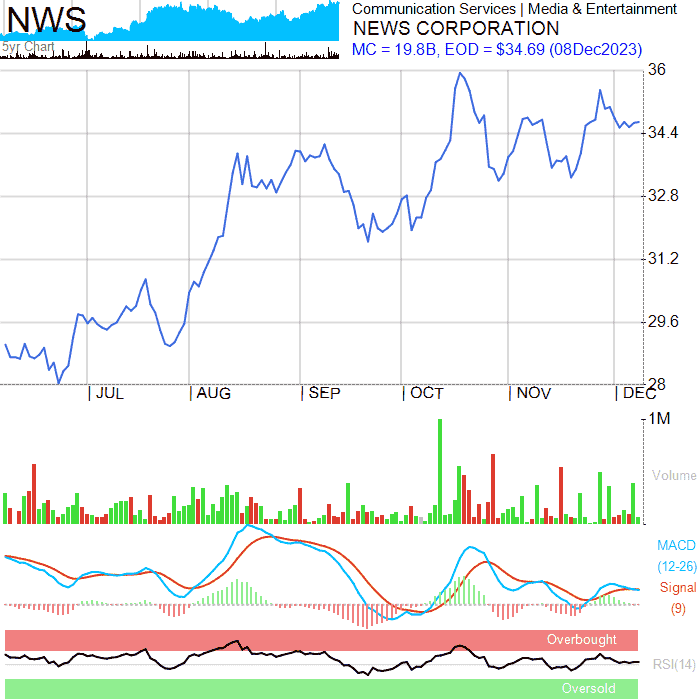 NWS
5yr Chart
Communication Services | Media & Entertainment
NEWS CORPORATION
MC = 19.8B, EOD = $34.69 (08Dec2023)
36
34.4
32.8
31.2
29.6
28
JUL AUG SEP OCT NOV DEC
1M
Volume
MACD
(12-26)
Signal
(9)
Overbought
RSI(14)
Oversold